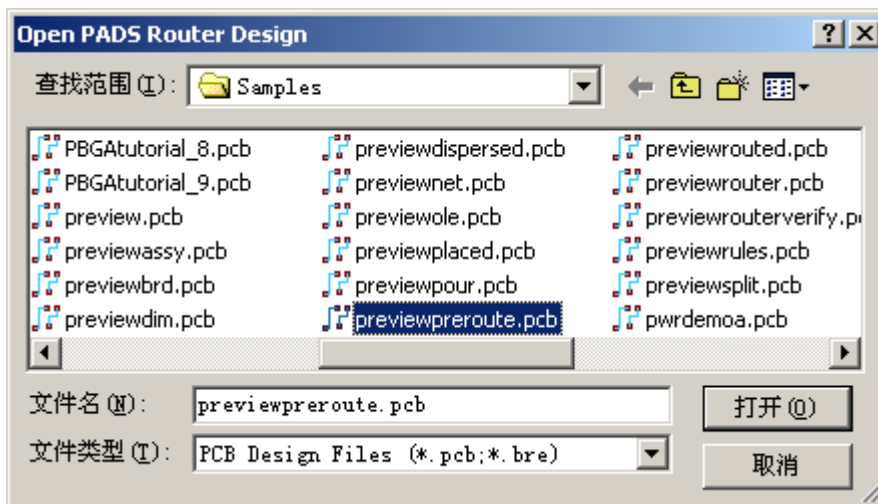 Open PADS Router Design
查找范围(I): Samples
PBGAtutorial_8.pcb previewdispersed.pcb previewrouted.pcb
PBGAtutorial_9.pcb previewnet.pcb previewrouter.pcb
preview.pcb previewole.pcb previewrouterverify.p
previewassy.pcb previewplaced.pcb previewrules.pcb
previewbrd.pcb previewpour.pcb previewsplit.pcb
previewdim.pcb previewpreroute.pcb pwrdemoa.pcb
文件名(N): previewpreroute.pcb 打开(O)
文件类型(T): PCB Design Files (*.pcb;*.bre) 取消